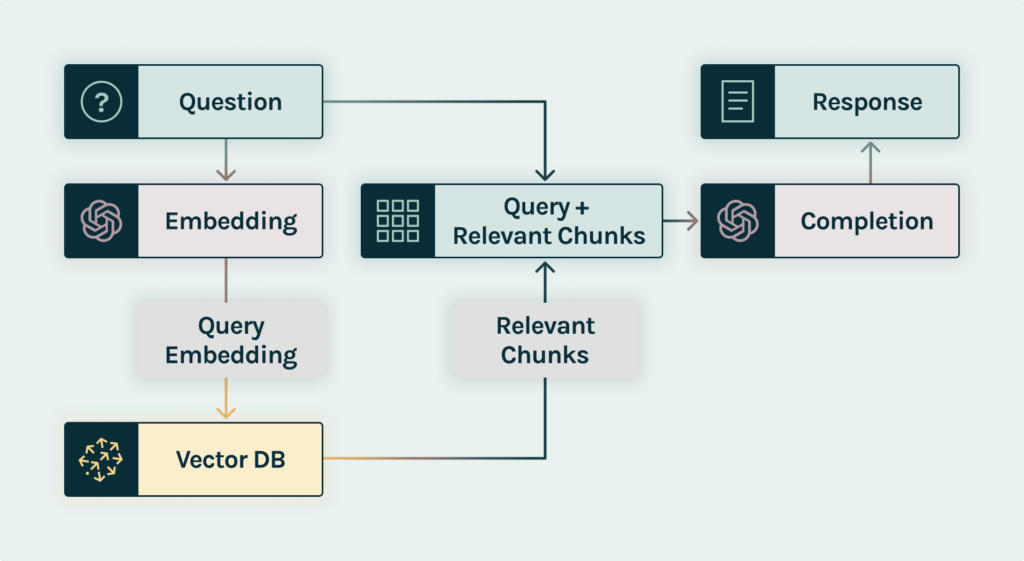 ?
Question
Embedding
Query
Embedding
Vector DB
Query +
Relevant Chunks
Relevant
Chunks
Response
Completion